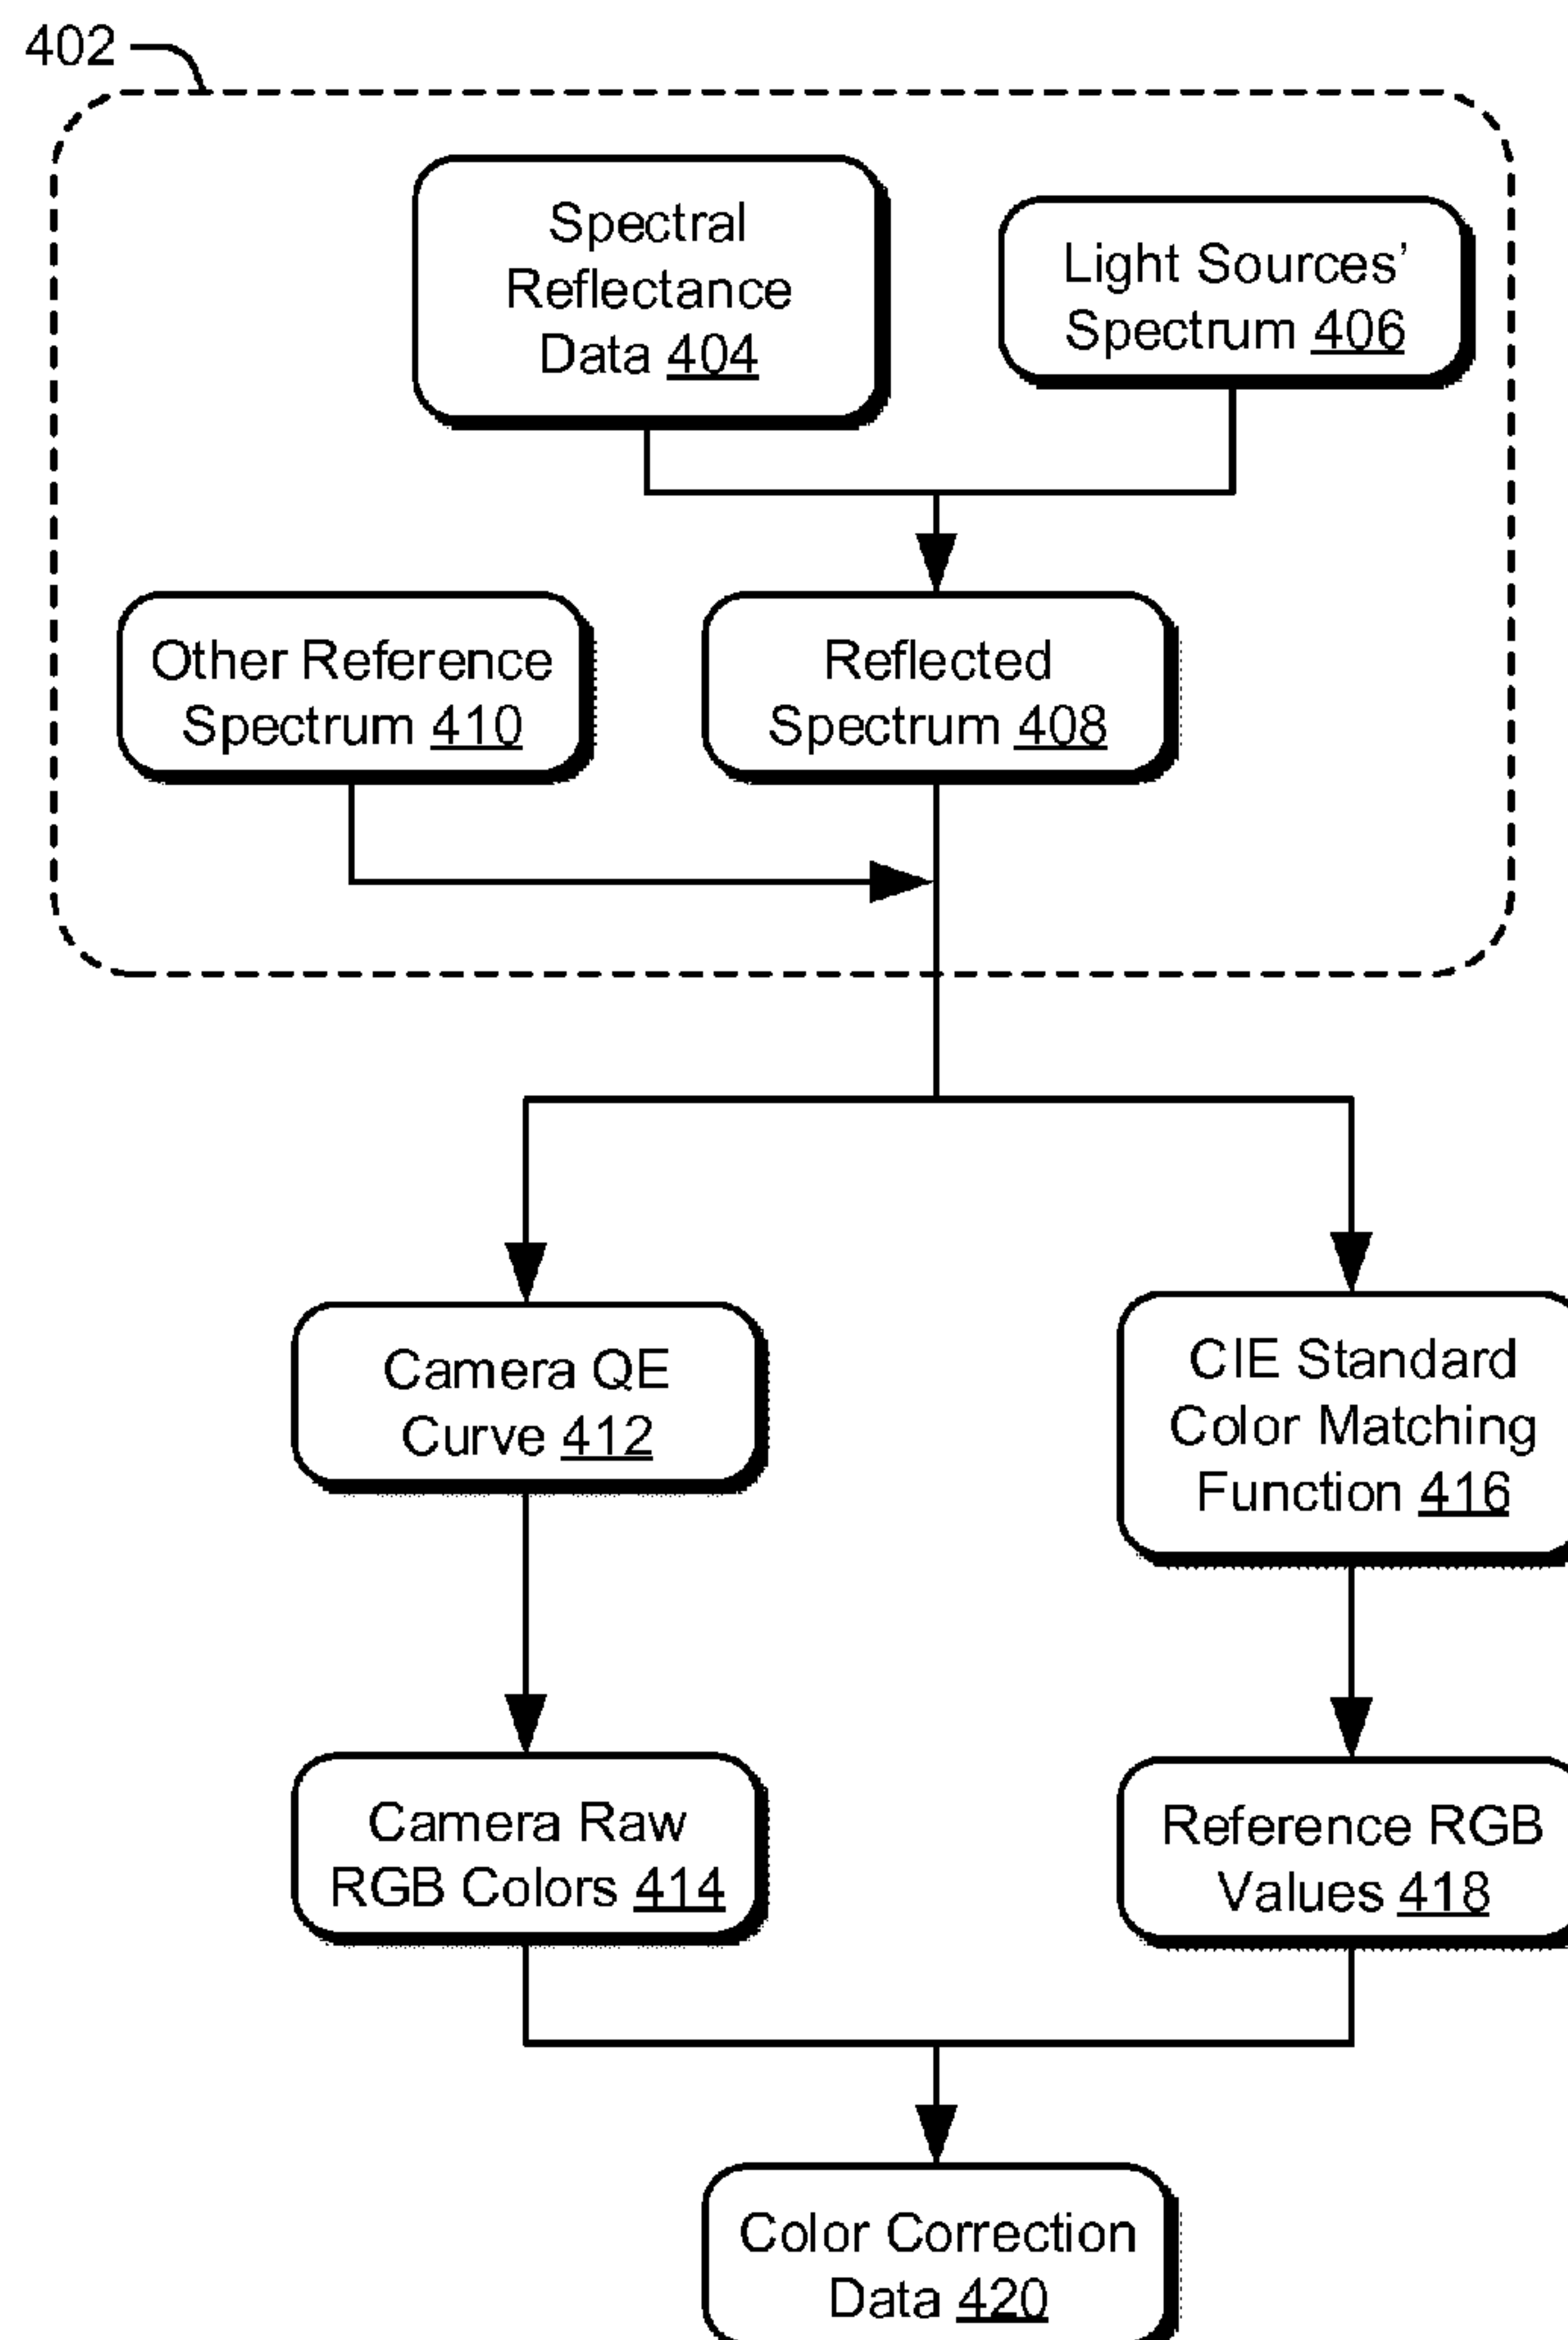 402
Spectral
Reflectance
Data 404
Light Sources’
Spectrum 406
Other Reference
Spectrum 410
Reflected
Spectrum 408
Camera QE
Curve 412
CIE Standard
Color Matching
Function 416
Camera Raw
RGB Colors 414
Reference RGB
Values 418
Color Correction
Data 420